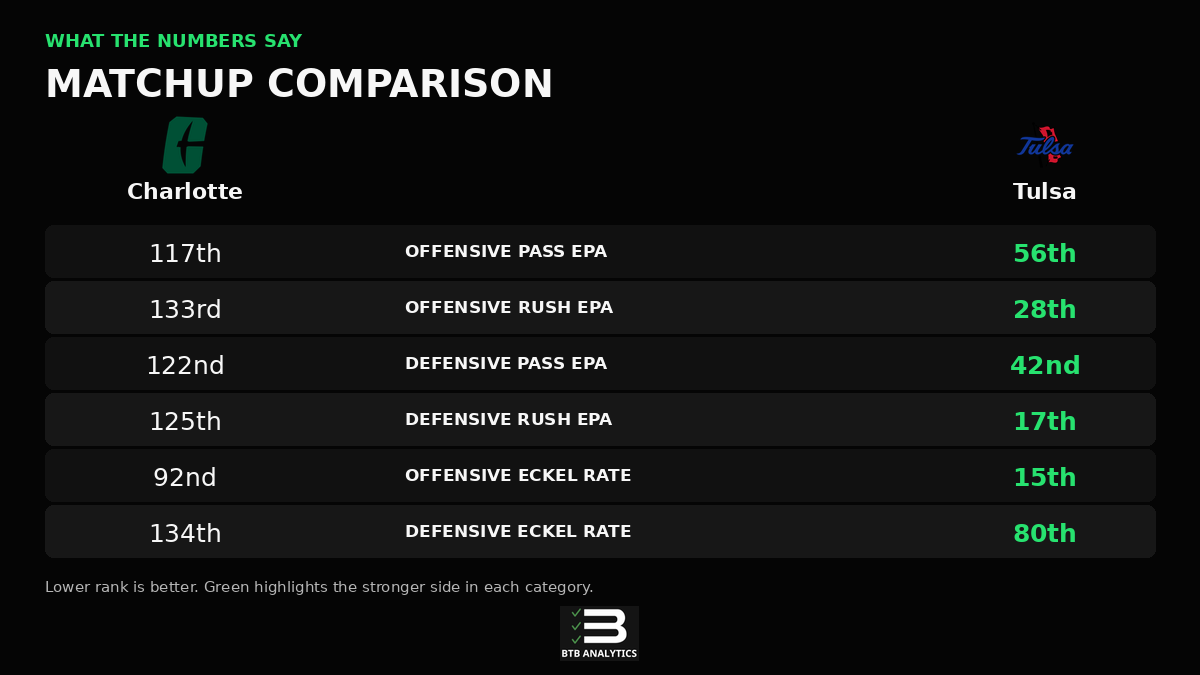 WHAT THE NUMBERS SAY
MATCHUP COMPARISON
Tulsa
Charlotte
Tulsa
117th OFFENSIVE PASS EPA 56th
133rd OFFENSIVE RUSH EPA 28th
122nd DEFENSIVE PASS EPA 42nd
125th DEFENSIVE RUSH EPA 17th
92nd OFFENSIVE ECKEL RATE 15th
134th DEFENSIVE ECKEL RATE 80th
Lower rank is better. Green highlights the stronger side in each category.
B
BTB ANALYTICS